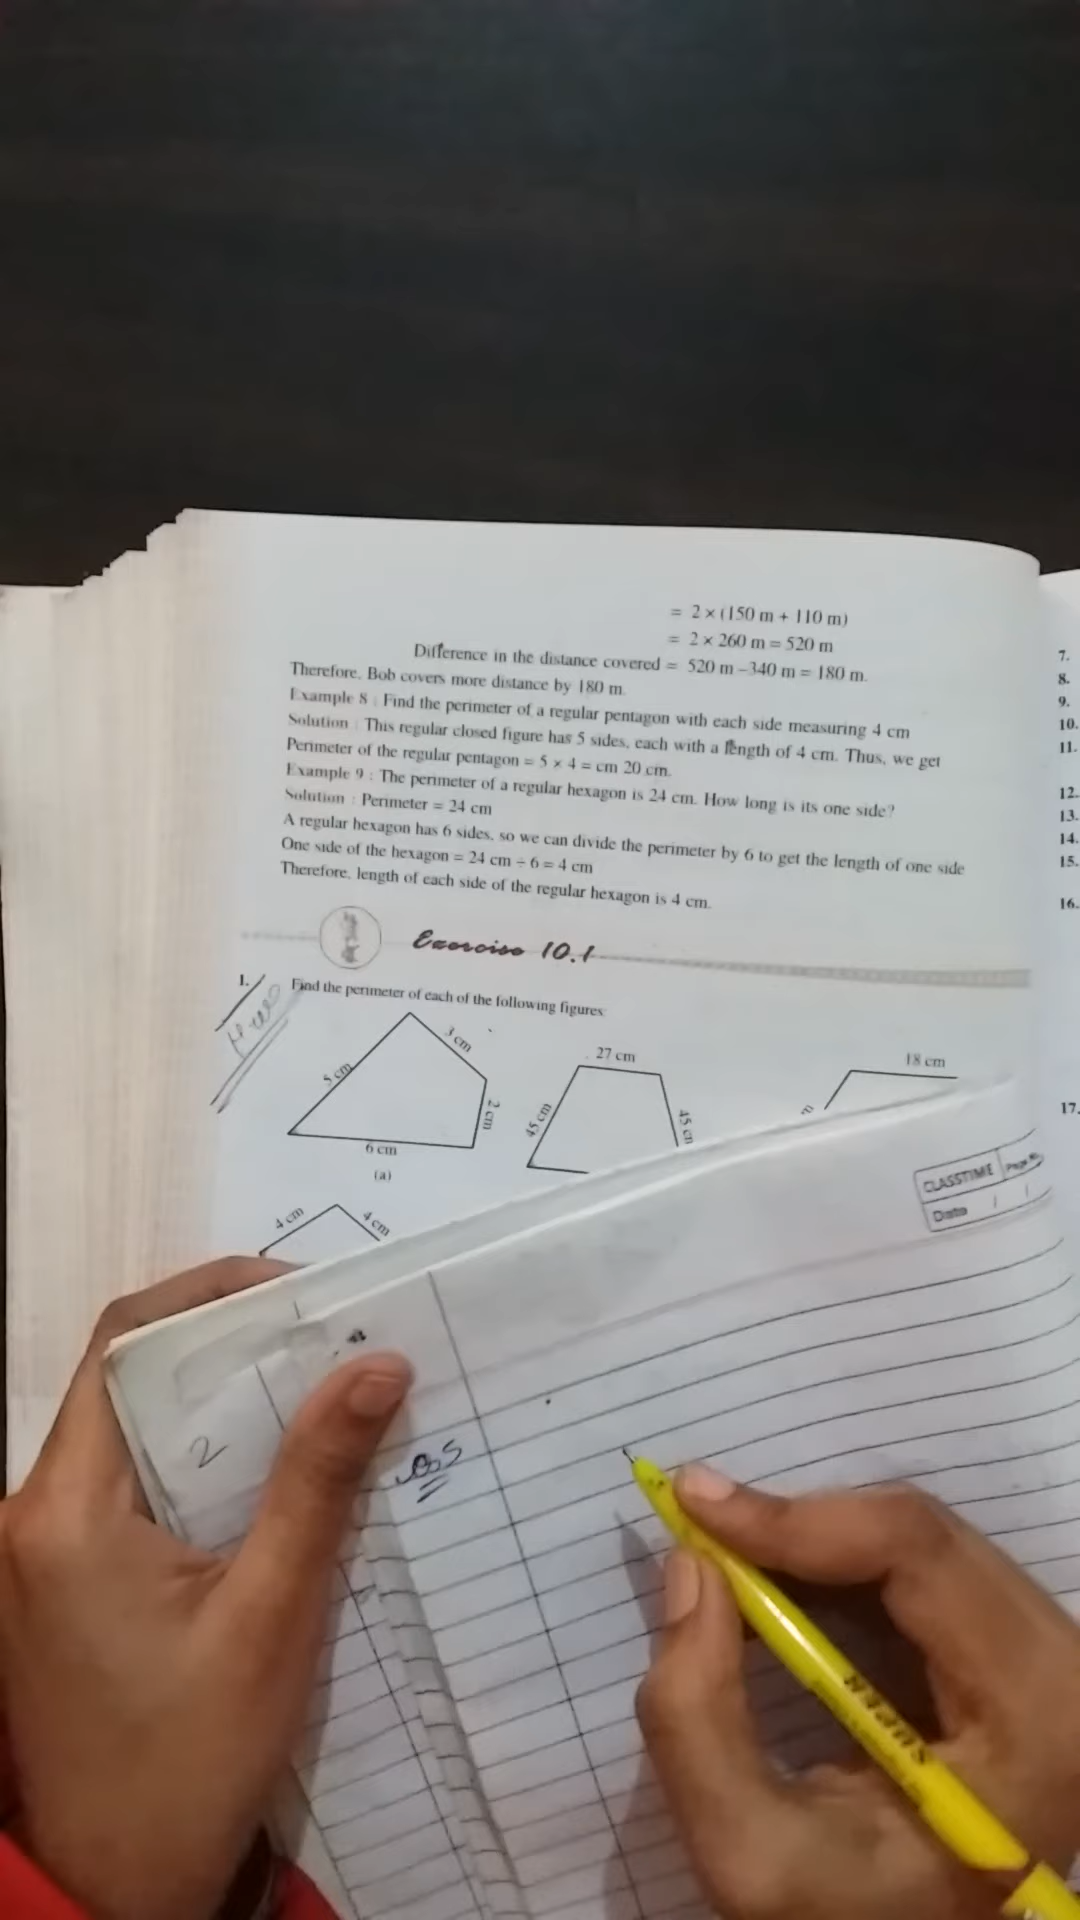 = 2 × (150 m + 110 m)
= 2 × 260 m = 520 m
Difference in the distance covered = 520 m – 340 m = 180 m.
Therefore, Bob covers more distance by 180 m.
Example 8 : Find the perimeter of a regular pentagon with each side measuring 4 cm
Solution : This regular closed figure has 5 sides, each with a length of 4 cm. Thus, we get
Perimeter of the regular pentagon = 5 × 4 = cm 20 cm.
Example 9 : The perimeter of a regular hexagon is 24 cm. How long is its one side?
Solution : Perimeter = 24 cm
A regular hexagon has 6 sides, so we can divide the perimeter by 6 to get the length of one side
One side of the hexagon = 24 cm ÷ 6 = 4 cm
Therefore, length of each side of the regular hexagon is 4 cm.
Exercise 10.1
1. Find the perimeter of each of the following figures
5 cm
3 cm
2 cm
6 cm
(a)
27 cm
45 cm
45 cm
18 cm
4 cm
4 cm
7.
8.
9.
10.
11.
12.
13.
14.
15.
16.
17.
CLASSTIME
Page No.
Date / /
2
SUPER